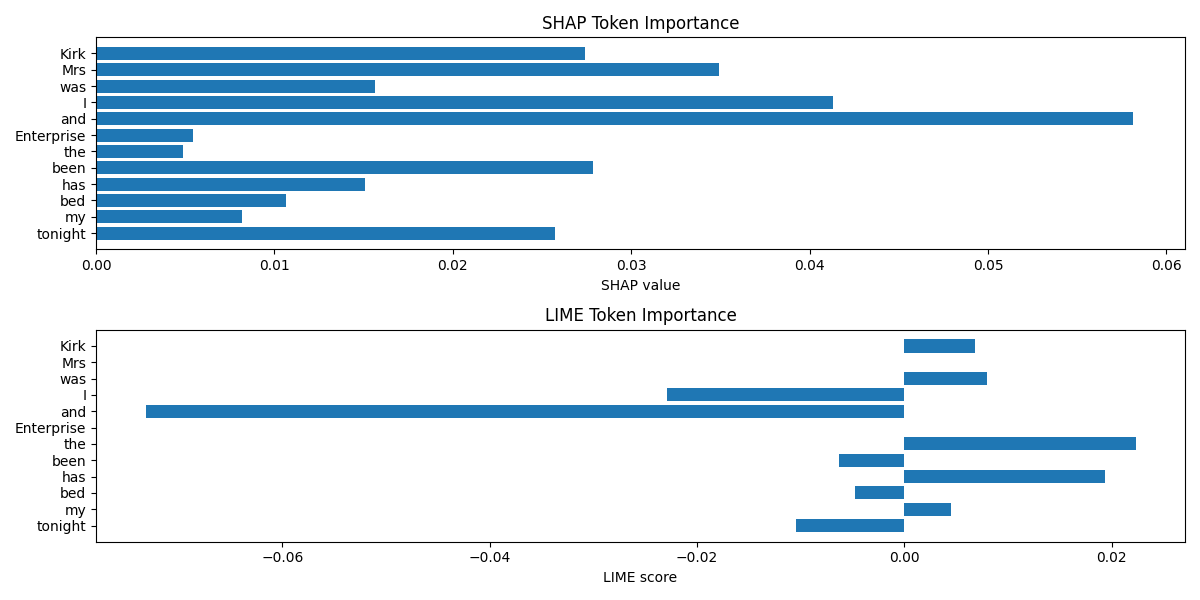 SHAP Token Importance
Kirk
Mrs
was
I
and
Enterprise
the
been
has
bed
my
tonight
0.00 0.01 0.02 0.03 0.04 0.05 0.06
SHAP value
LIME Token Importance
Kirk
Mrs
was
I
and
Enterprise
the
been
has
bed
my
tonight
−0.06 −0.04 −0.02 0.00 0.02
LIME score